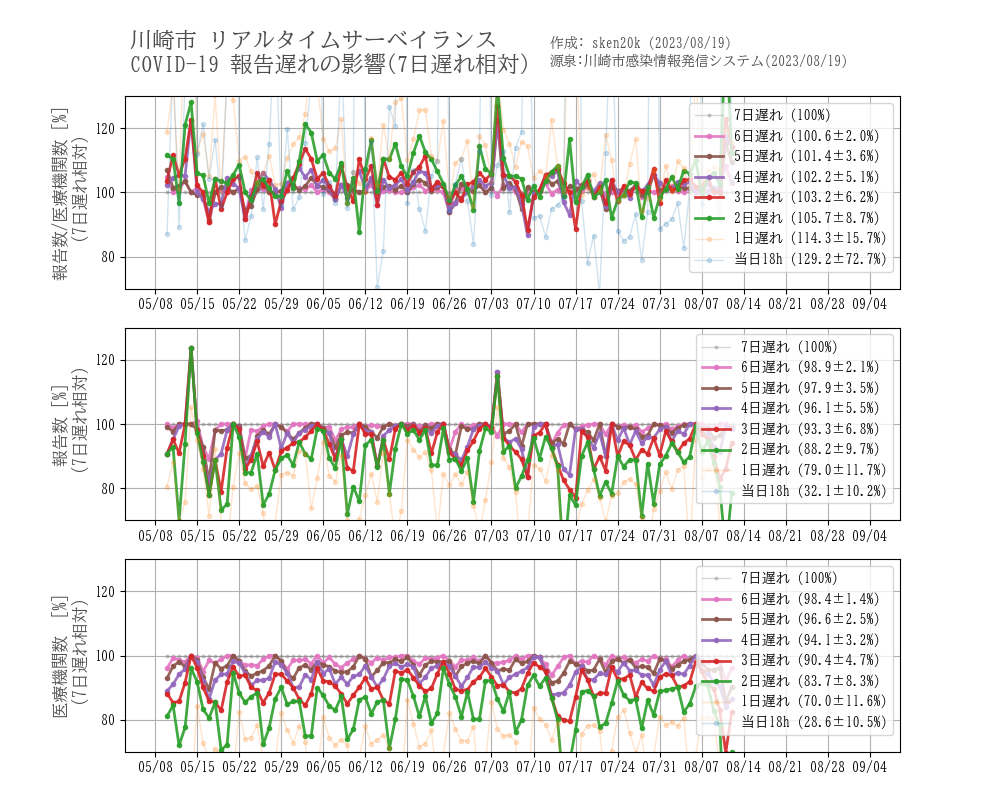 川崎市 リアルタイムサーベイランス
COVID-19 報告遅れの影響(7日遅れ相対)
作成: sken20k (2023/08/19)
源泉:川崎市感染情報発信システム(2023/08/19)
報告数/医療機関数 [%]
(7日遅れ相対)
120
100
80
7日遅れ (100%)
6日遅れ (100.6±2.0%)
5日遅れ (101.4±3.6%)
4日遅れ (102.2±5.1%)
3日遅れ (103.2±6.2%)
2日遅れ (105.7±8.7%)
1日遅れ (114.3±15.7%)
当日18h (129.2±72.7%)
05/08 05/15 05/22 05/29 06/05 06/12 06/19 06/26 07/03 07/10 07/17 07/24 07/31 08/07 08/14 08/21 08/28 09/04
報告数 [%]
(7日遅れ相対)
120
100
80
7日遅れ (100%)
6日遅れ (98.9±2.1%)
5日遅れ (97.9±3.5%)
4日遅れ (96.1±5.5%)
3日遅れ (93.3±6.8%)
2日遅れ (88.2±9.7%)
1日遅れ (79.0±11.7%)
当日18h (32.1±10.2%)
05/08 05/15 05/22 05/29 06/05 06/12 06/19 06/26 07/03 07/10 07/17 07/24 07/31 08/07 08/14 08/21 08/28 09/04
医療機関数 [%]
(7日遅れ相対)
120
100
80
7日遅れ (100%)
6日遅れ (98.4±1.4%)
5日遅れ (96.6±2.5%)
4日遅れ (94.1±3.2%)
3日遅れ (90.4±4.7%)
2日遅れ (83.7±8.3%)
1日遅れ (70.0±11.6%)
当日18h (28.6±10.5%)
05/08 05/15 05/22 05/29 06/05 06/12 06/19 06/26 07/03 07/10 07/17 07/24 07/31 08/07 08/14 08/21 08/28 09/04